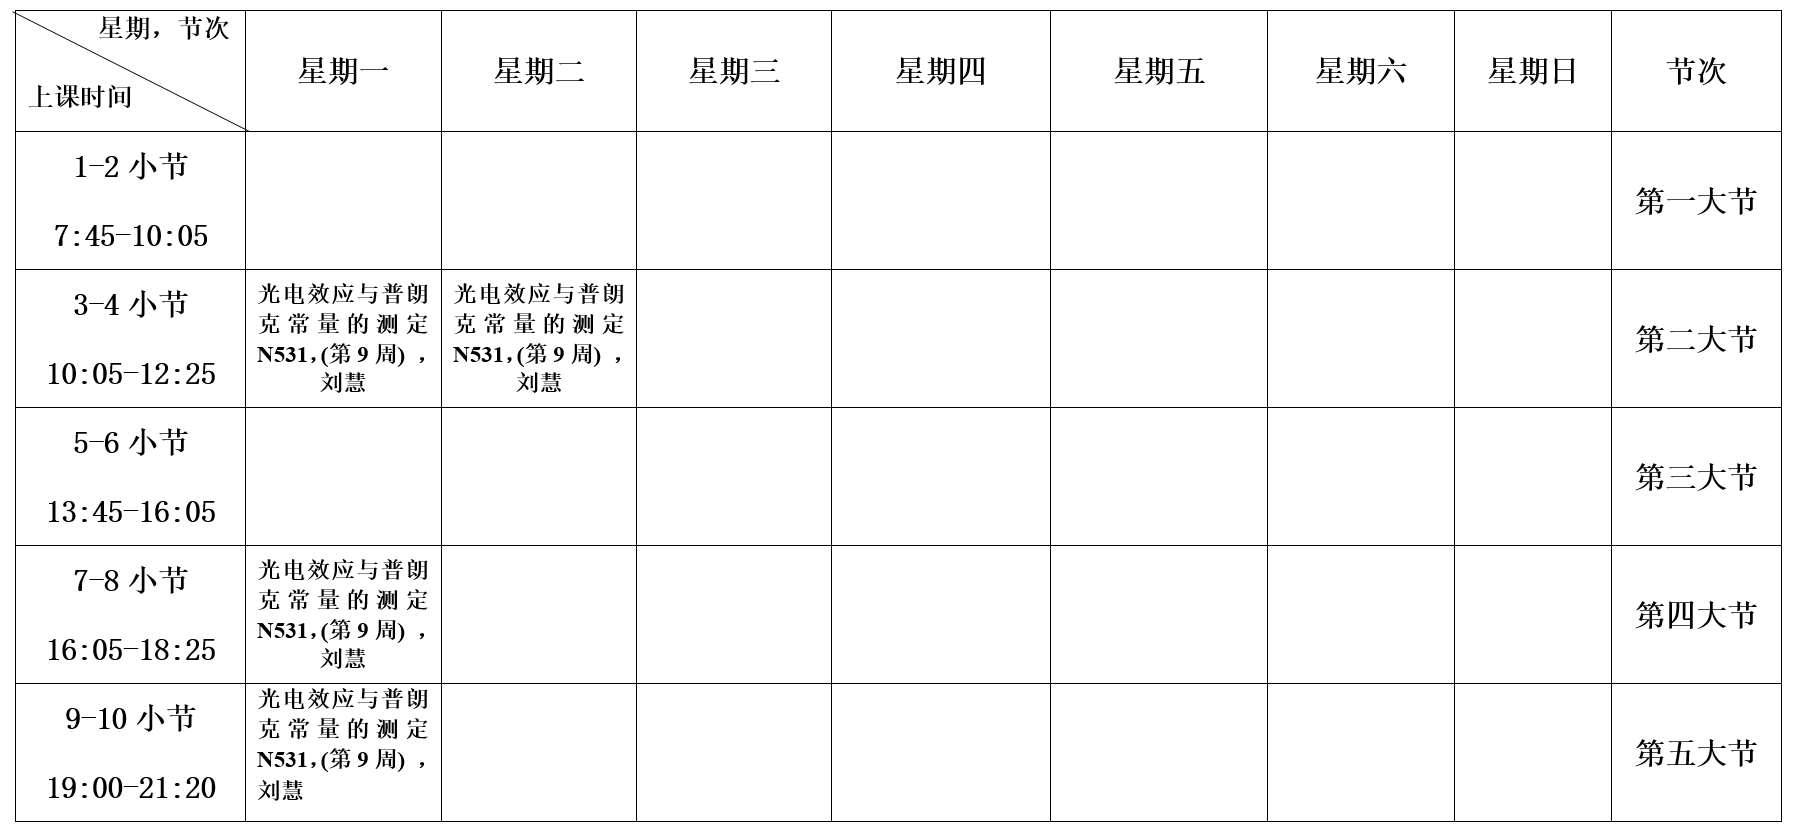 星期，节次
上课时间
星期一
星期二
星期三
星期四
星期五
星期六
星期日
节次
1-2 小节
7:45-10:05
第一大节
3-4 小节
10:05-12:25
光电效应与普朗
克常量的测定
N531,(第 9 周)，
刘慧
光电效应与普朗
克常量的测定
N531,(第 9 周)，
刘慧
第二大节
5-6 小节
13:45-16:05
第三大节
7-8 小节
16:05-18:25
光电效应与普朗
克常量的测定
N531,(第 9 周)，
刘慧
第四大节
9-10 小节
19:00-21:20
光电效应与普朗
克常量的测定
N531,(第 9 周)，
刘慧
第五大节